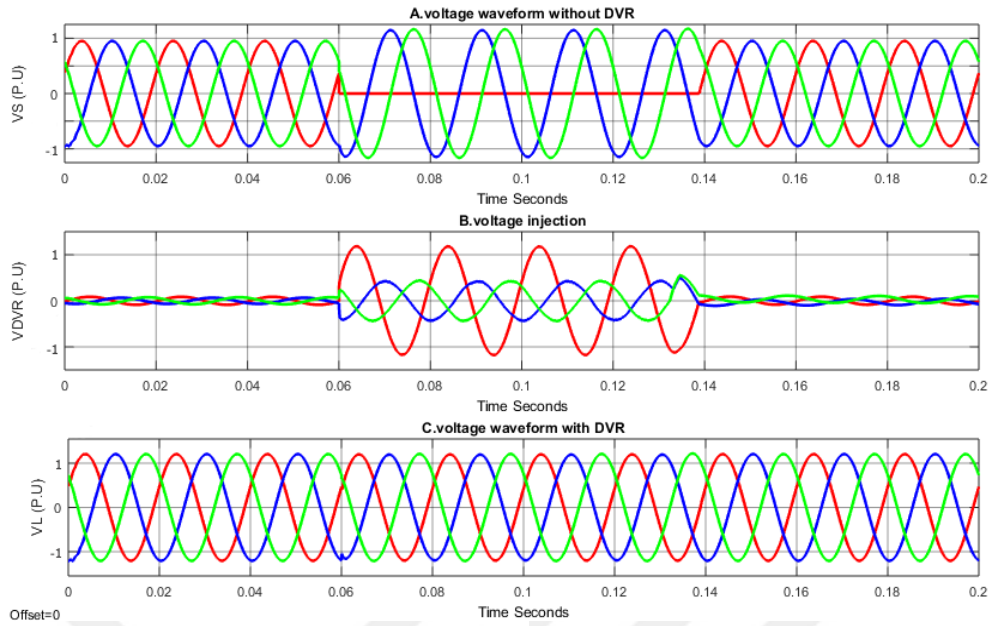 A.voltage waveform without DVR
VS (P.U)
1
0
-1
0 0.02 0.04 0.06 0.08 0.1 0.12 0.14 0.16 0.18 0.2
Time Seconds
B.voltage injection
VDVR (P.U)
1
0
-1
0 0.02 0.04 0.06 0.08 0.1 0.12 0.14 0.16 0.18 0.2
Time Seconds
C.voltage waveform with DVR
VL (P.U)
1
0
-1
0 0.02 0.04 0.06 0.08 0.1 0.12 0.14 0.16 0.18 0.2
Time Seconds
Offset=0